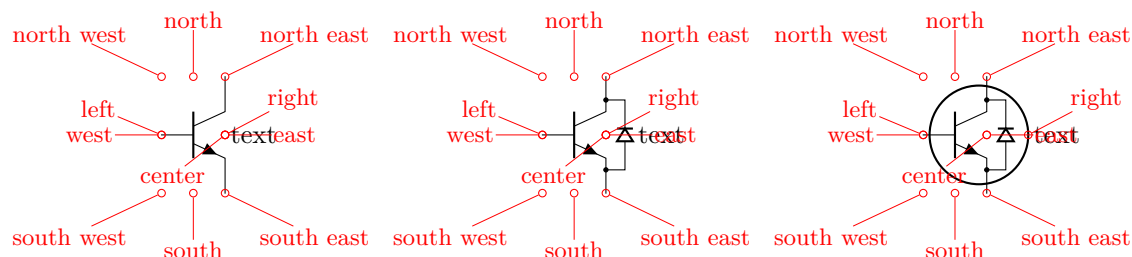 north north north
north west north east north west north east north west north east
right right right
left left left
west text east west text east west text east
center center center
south west south east south west south east south west south east
south south south